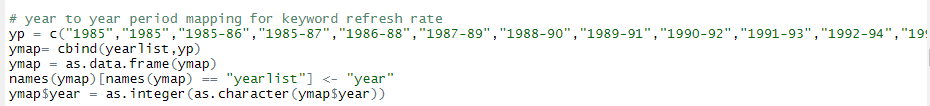 # year to year period mapping for keyword refresh rate
yp = c("1985","1985","1985-86","1985-87","1986-88","1987-89","1988-90","1989-91","1990-92","1991-93","1992-94","19
ymap= cbind(yearlist,yp)
ymap = as.data.frame(ymap)
names(ymap)[names(ymap) == "yearlist"] <- "year"
ymap$year = as.integer(as.character(ymap$year))